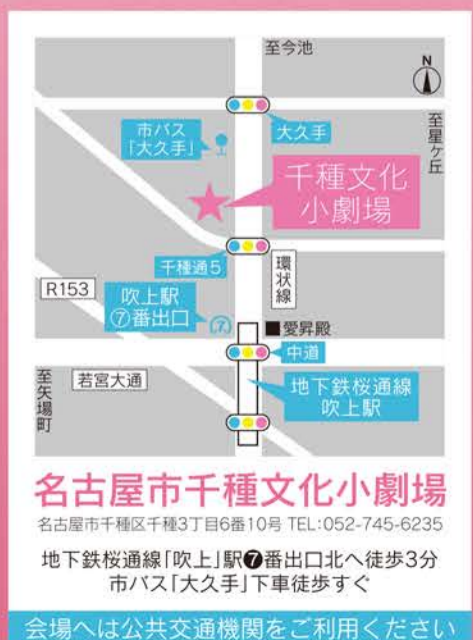 至今池
N
市バス
「大久手」
大久手
至星ヶ丘
千種文化
小劇場
千種通5
環状線
R153
吹上駅
⑦番出口
⑦
■愛昇殿
中道
至矢場町
若宮大通
地下鉄桜通線
吹上駅
名古屋市千種文化小劇場
名古屋市千種区千種3丁目6番10号 TEL:052-745-6235
地下鉄桜通線「吹上」駅❼番出口北へ徒歩3分
市バス「大久手」下車徒歩すぐ
会場へは公共交通機関をご利用ください